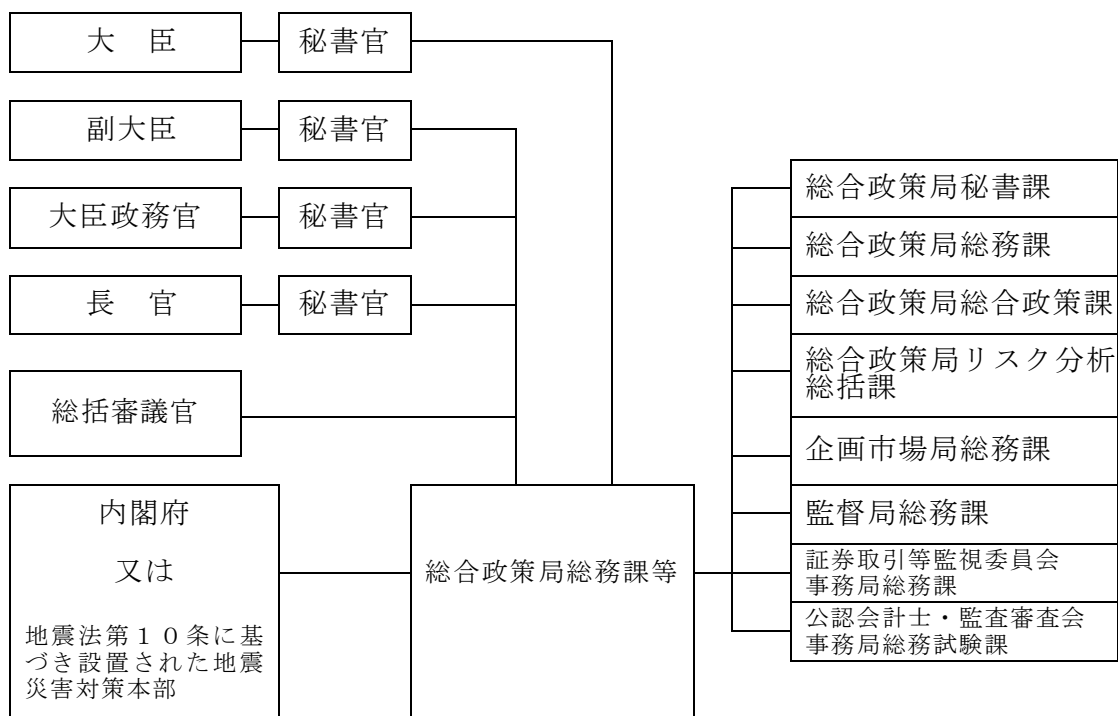 大　臣
秘書官
副大臣
秘書官
大臣政務官
秘書官
長　官
秘書官
総括審議官
内閣府
又は
地震法第１０条に基
づき設置された地震
災害対策本部
総合政策局総務課等
総合政策局秘書課
総合政策局総務課
総合政策局総合政策課
総合政策局リスク分析
総括課
企画市場局総務課
監督局総務課
証券取引等監視委員会
事務局総務課
公認会計士・監査審査会
事務局総務試験課